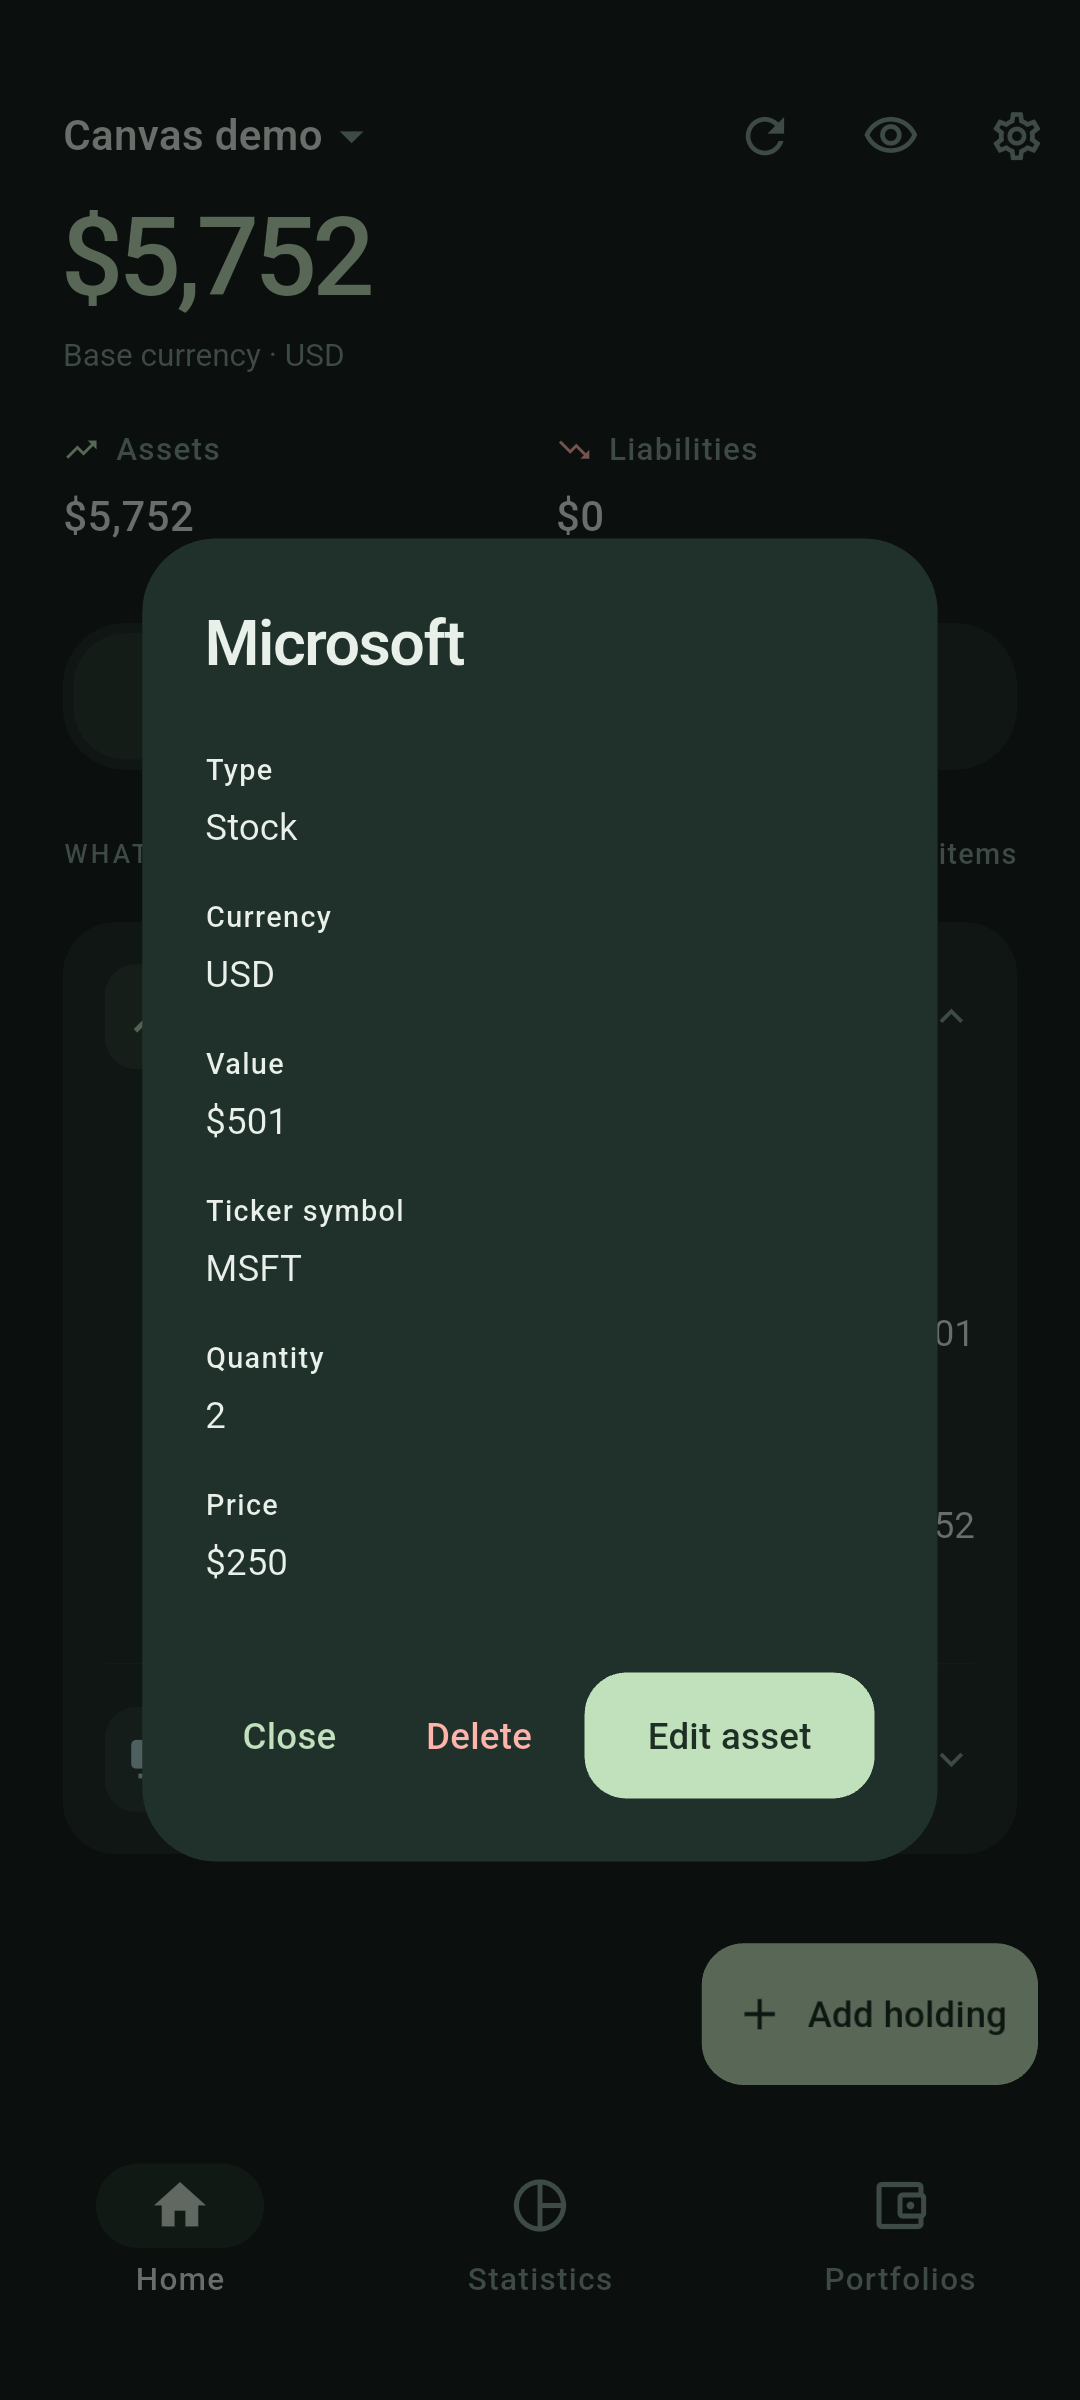 Canvas demo
$5,752
Base currency · USD
Assets
Liabilities
$5,752
$0
Microsoft
Type
Stock
WHAT
items
Currency
USD
Value
$501
Ticker symbol
MSFT
01
Quantity
2
52
Price
$250
Close
Delete
Edit asset
Add holding
Home
Statistics
Portfolios